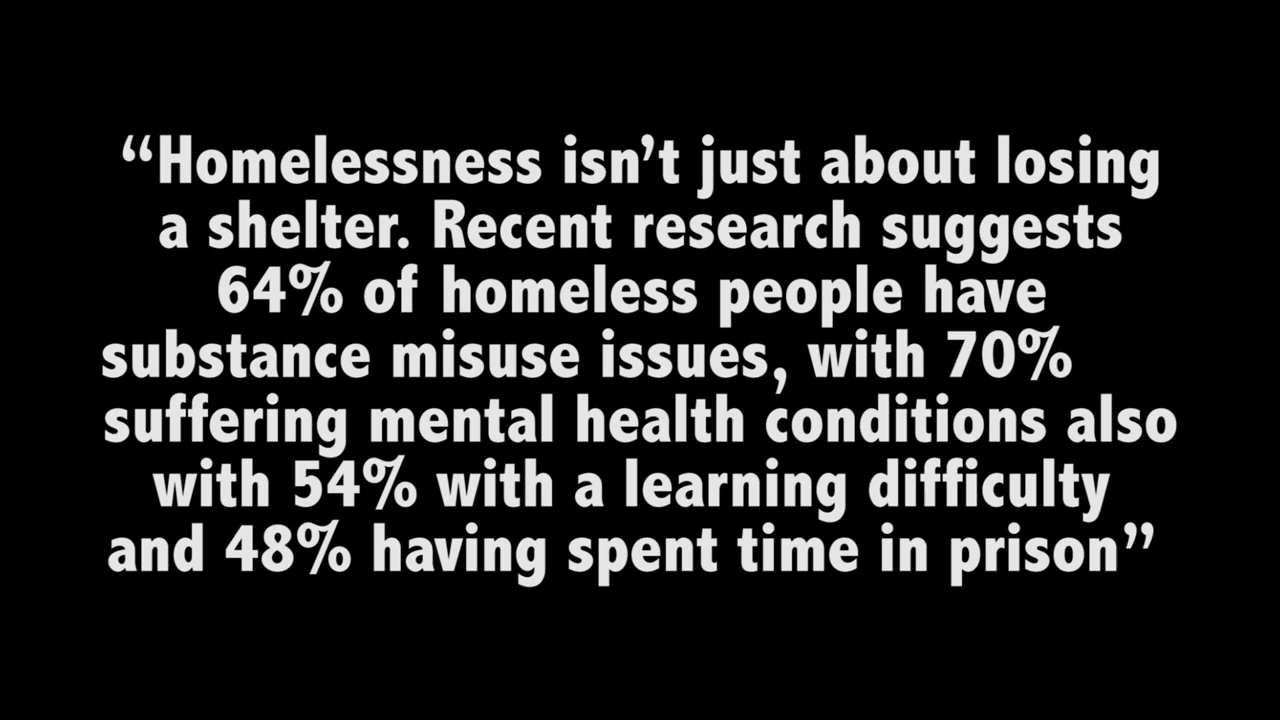 “Homelessness isn’t just about losing
a shelter. Recent research suggests
64% of homeless people have
substance misuse issues, with 70%
suffering mental health conditions also
with 54% with a learning difficulty
and 48% having spent time in prison”